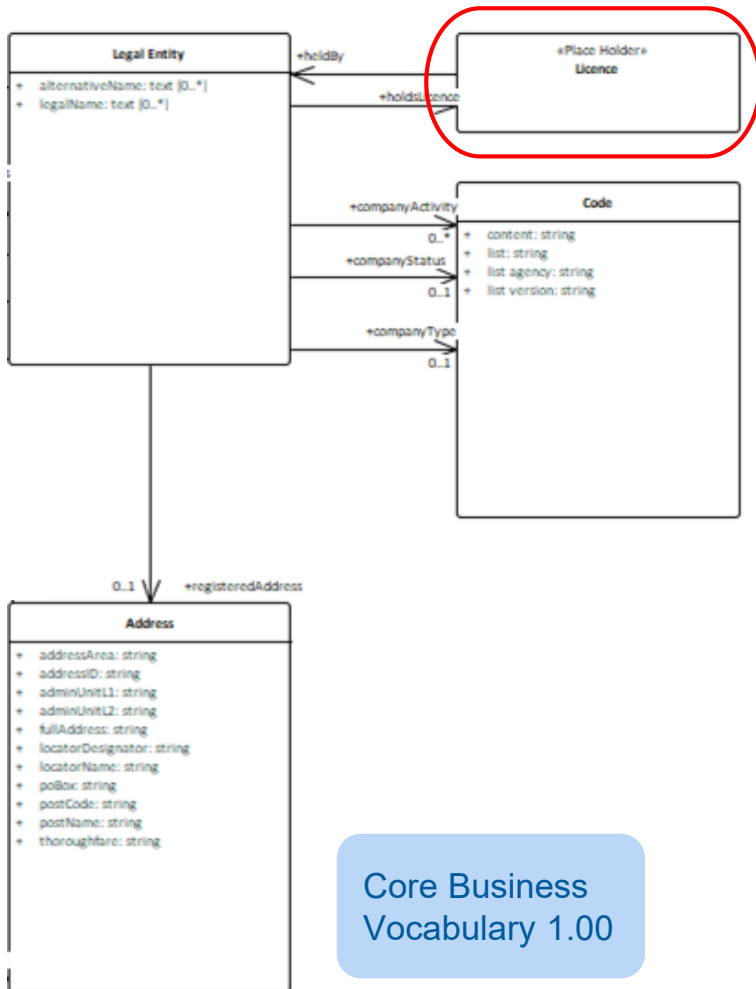 Legal Entity
+ alternativeName: text [0..*]
+ legalName: text [0..*]
+heldBy
+holdsLicence
«Place Holder»
Licence
+companyActivity
0..*
+companyStatus
0..1
+companyType
0..1
Code
+ content: string
+ list: string
+ list agency: string
+ list version: string
0..1
+registeredAddress
Address
+ addressArea: string
+ addressID: string
+ adminUnitL1: string
+ adminUnitL2: string
+ fullAddress: string
+ locatorDesignator: string
+ locatorName: string
+ poBox: string
+ postCode: string
+ postName: string
+ thoroughfare: string
Core Business
Vocabulary 1.00